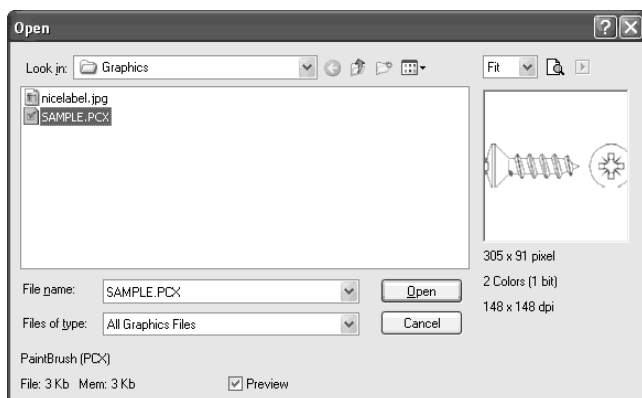 Open
Look in: Graphics
Fit
nicelabel.jpg
SAMPLE.PCX
305 x 91 pixel
2 Colors (1 bit)
148 x 148 dpi
File name: SAMPLE.PCX
Open
Files of type: All Graphics Files
Cancel
PaintBrush (PCX)
File: 3 Kb Mem: 3 Kb
Preview